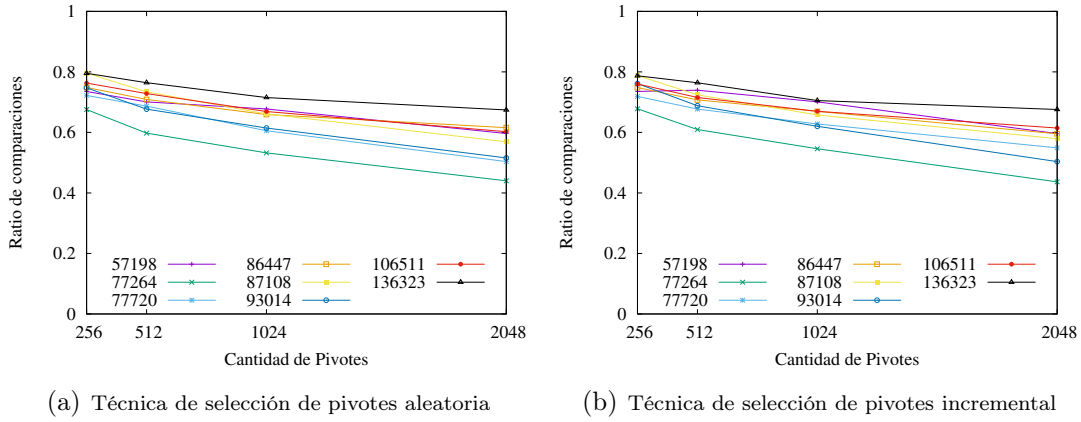 1
0.8
0.6
0.4
0.2
0
Ratio de comparaciones
57198 86447 106511
77264 87108 136323
77720 93014
256 512 1024 2048
Cantidad de Pivotes
(a) Técnica de selección de pivotes aleatoria
1
0.8
0.6
0.4
0.2
0
Ratio de comparaciones
57198 86447 106511
77264 87108 136323
77720 93014
256 512 1024 2048
Cantidad de Pivotes
(b) Técnica de selección de pivotes incremental